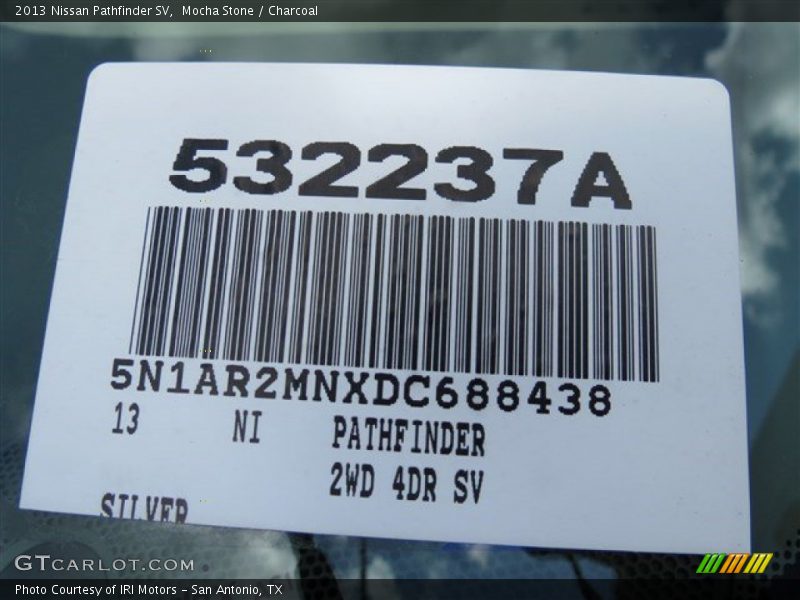 2013 Nissan Pathfinder SV, Mocha Stone / Charcoal
532237A
5N1AR2MNXDC688438
13 NI PATHFINDER
2WD 4DR SV
SILVER
GTCARLOT.COM
Photo Courtesy of IRI Motors - San Antonio, TX